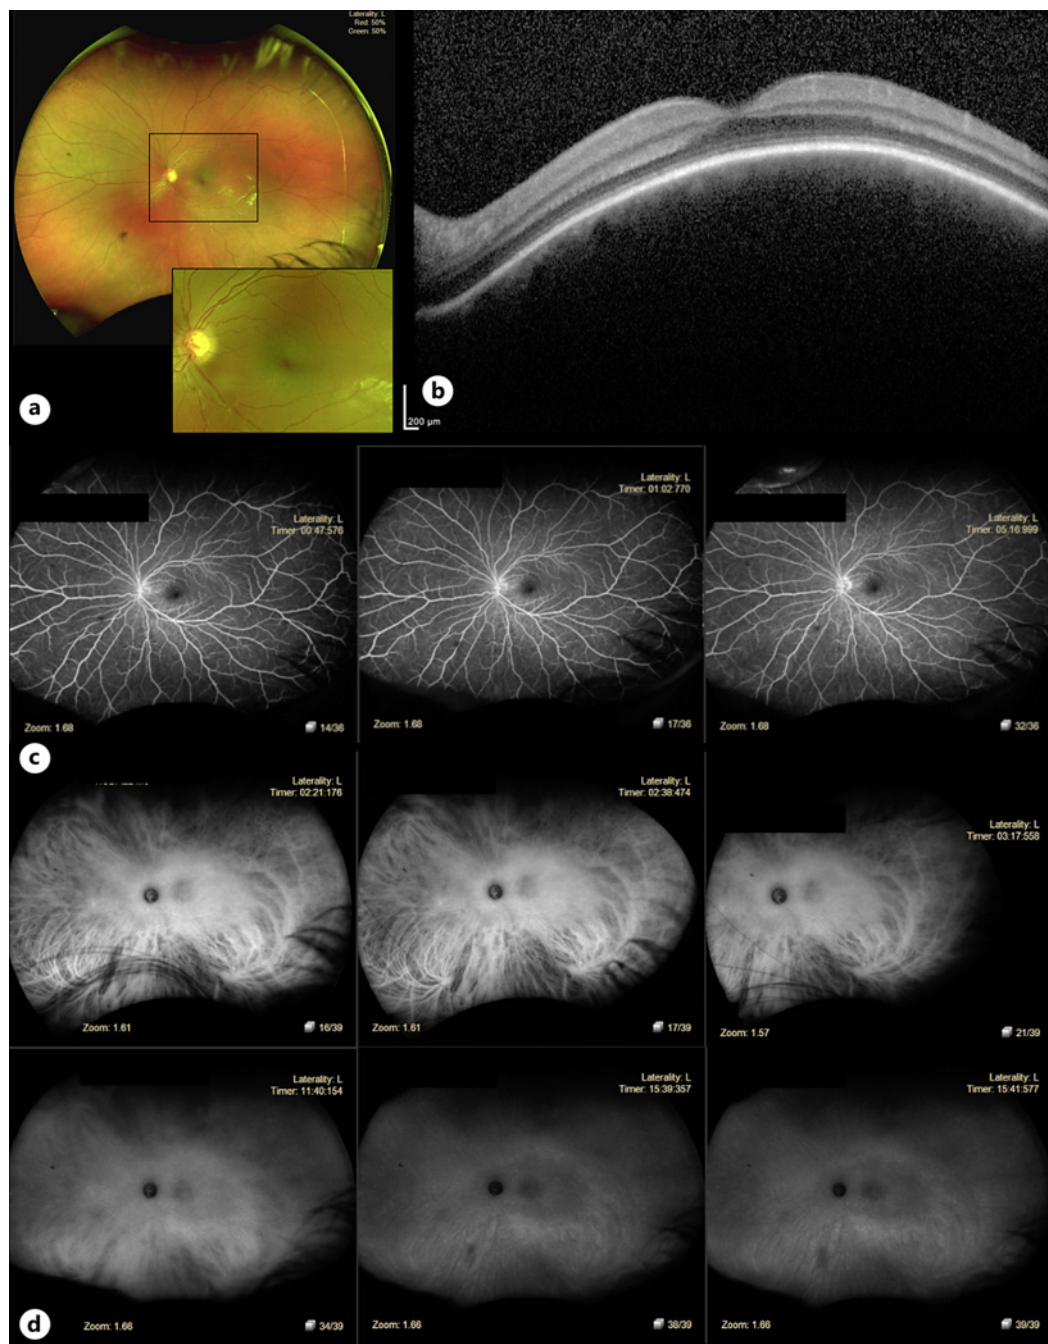 Laterality: L
Red: 50%
Green: 50%
a
b
200 µm
Laterality: L
Timer: 00:47:576
Zoom: 1.68
14/36
Laterality: L
Timer: 01:02:770
Zoom: 1.68
17/36
Laterality: L
Timer: 05:16:999
Zoom: 1.68
32/36
c
Laterality: L
Timer: 02:21:176
Zoom: 1.61
16/39
Laterality: L
Timer: 02:38:474
Zoom: 1.61
17/39
Laterality: L
Timer: 03:17:558
Zoom: 1.57
21/39
Laterality: L
Timer: 11:40:154
Zoom: 1.66
34/39
Laterality: L
Timer: 15:39:357
Zoom: 1.66
38/39
Laterality: L
Timer: 15:41:577
Zoom: 1.66
39/39
d